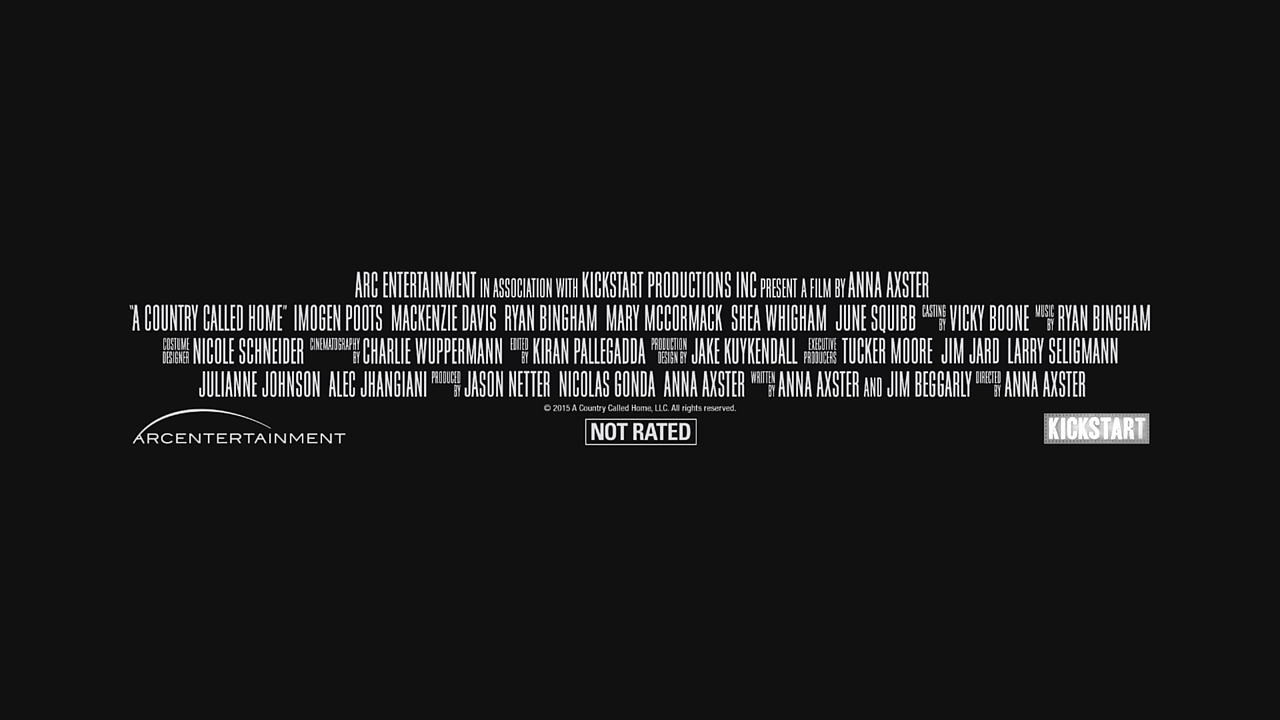 ARC ENTERTAINMENT IN ASSOCIATION WITH KICKSTART PRODUCTIONS INC PRESENT A FILM BY ANNA AXSTER
"A COUNTRY CALLED HOME" IMOGEN POOTS MACKENZIE DAVIS RYAN BINGHAM MARY MCCORMACK SHEA WHIGHAM JUNE SQUIBB CASTING BY VICKY BOONE MUSIC BY RYAN BINGHAM
COSTUME DESIGNER NICOLE SCHNEIDER CINEMATOGRAPHY BY CHARLIE WUPPERMANN EDITED BY KIRAN PALLEGADDA PRODUCTION DESIGN BY JAKE KUYKENDALL EXECUTIVE PRODUCERS TUCKER MOORE JIM JARD LARRY SELIGMANN
JULIANNE JOHNSON ALEC JHANGIANI PRODUCED BY JASON NETTER NICOLAS GONDA ANNA AXSTER WRITTEN BY ANNA AXSTER AND JIM BEGGARLY DIRECTED BY ANNA AXSTER
© 2015 A Country Called Home, LLC. All rights reserved.
ARCENTERTAINMENT NOT RATED KICKSTART